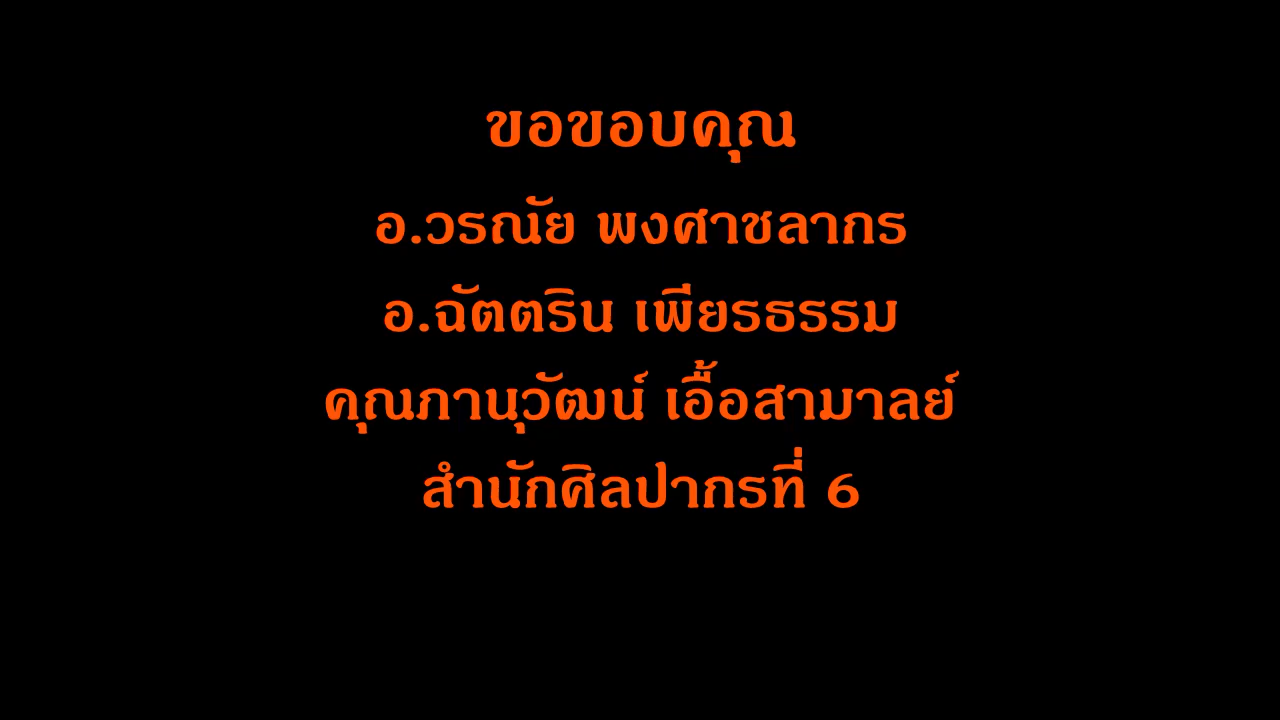 ขอขอบคุณ
อ.วรณัย พงศาชลากร
อ.ฉัตตริน เพียรธรรม
คุณภานุวัฒน์ เอื้อสามาลย์
สำนักศิลปากรที่ 6